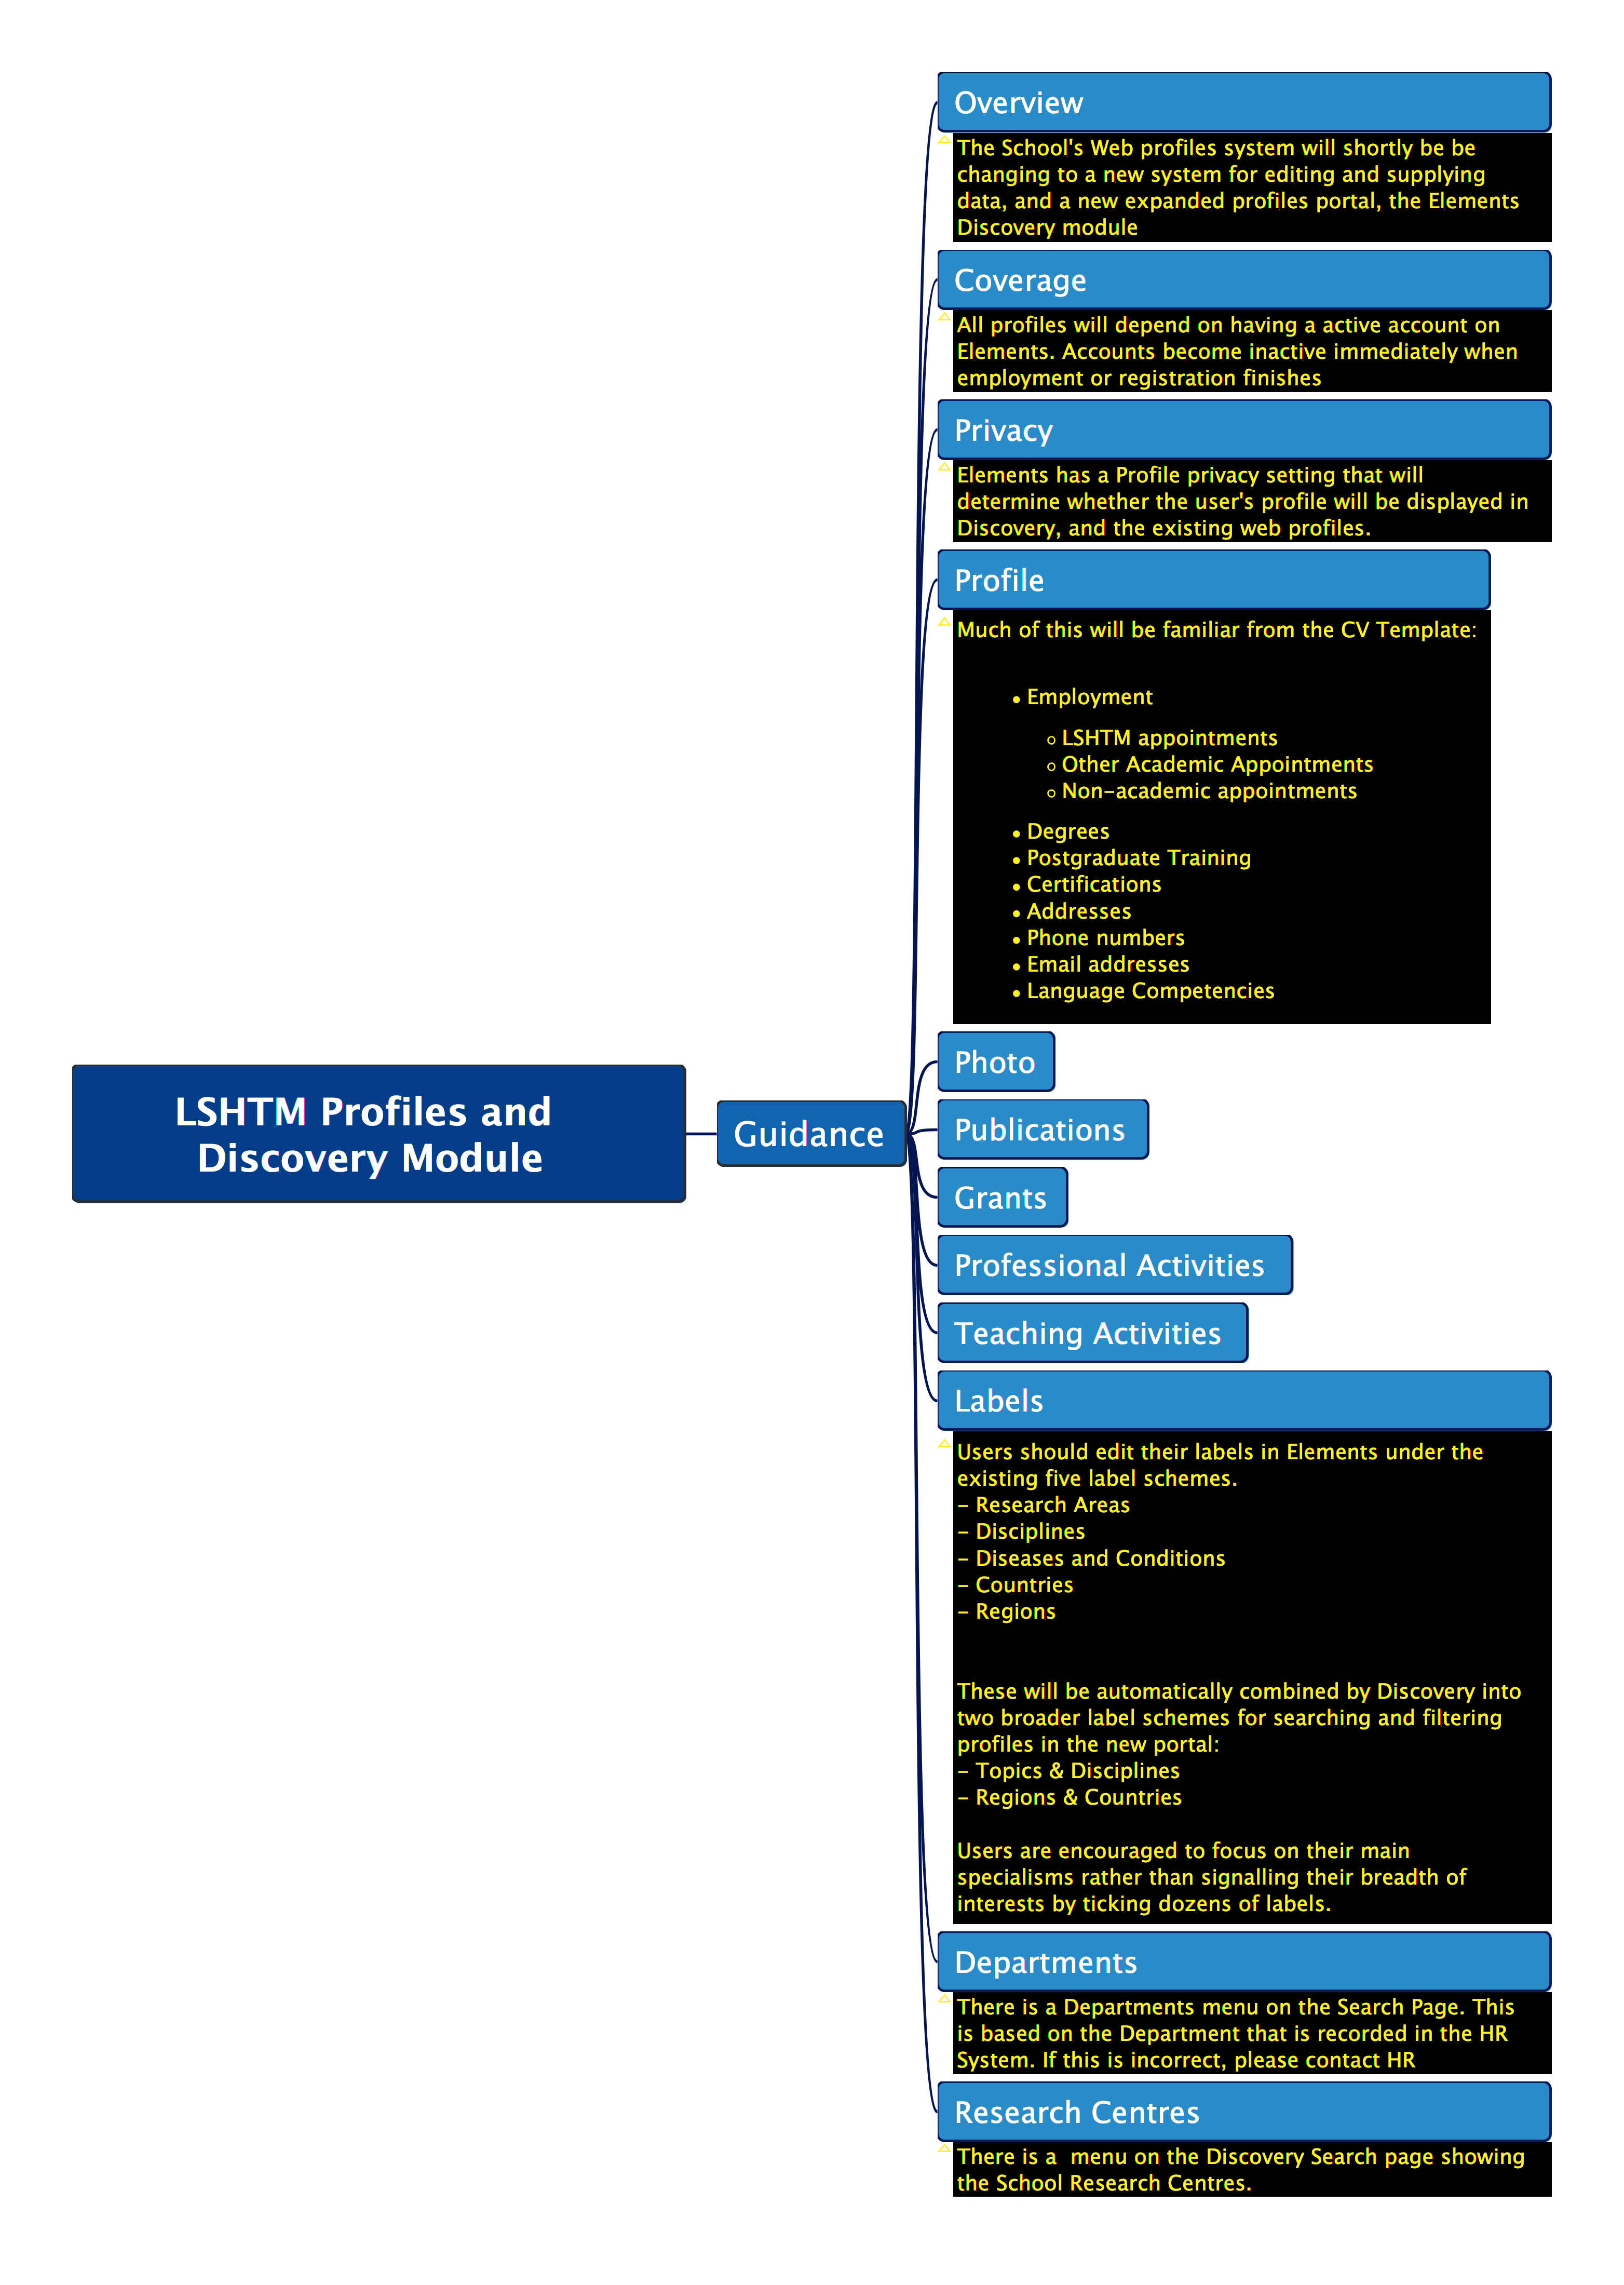 Overview
The School's Web profiles system will shortly be be
changing to a new system for editing and supplying
data, and a new expanded profiles portal, the Elements
Discovery module
Coverage
All profiles will depend on having a active account on
Elements. Accounts become inactive immediately when
employment or registration finishes
Privacy
Elements has a Profile privacy setting that will
determine whether the user's profile will be displayed in
Discovery, and the existing web profiles.
Profile
Much of this will be familiar from the CV Template:
• Employment
○ LSHTM appointments
○ Other Academic Appointments
○ Non-academic appointments
• Degrees
• Postgraduate Training
• Certifications
• Addresses
• Phone numbers
• Email addresses
• Language Competencies
LSHTM Profiles and
Discovery Module
Guidance
Photo
Publications
Grants
Professional Activities
Teaching Activities
Labels
Users should edit their labels in Elements under the
existing five label schemes.
- Research Areas
- Disciplines
- Diseases and Conditions
- Countries
- Regions
These will be automatically combined by Discovery into
two broader label schemes for searching and filtering
profiles in the new portal:
- Topics & Disciplines
- Regions & Countries
Users are encouraged to focus on their main
specialisms rather than signalling their breadth of
interests by ticking dozens of labels.
Departments
There is a Departments menu on the Search Page. This
is based on the Department that is recorded in the HR
System. If this is incorrect, please contact HR
Research Centres
There is a  menu on the Discovery Search page showing
the School Research Centres.